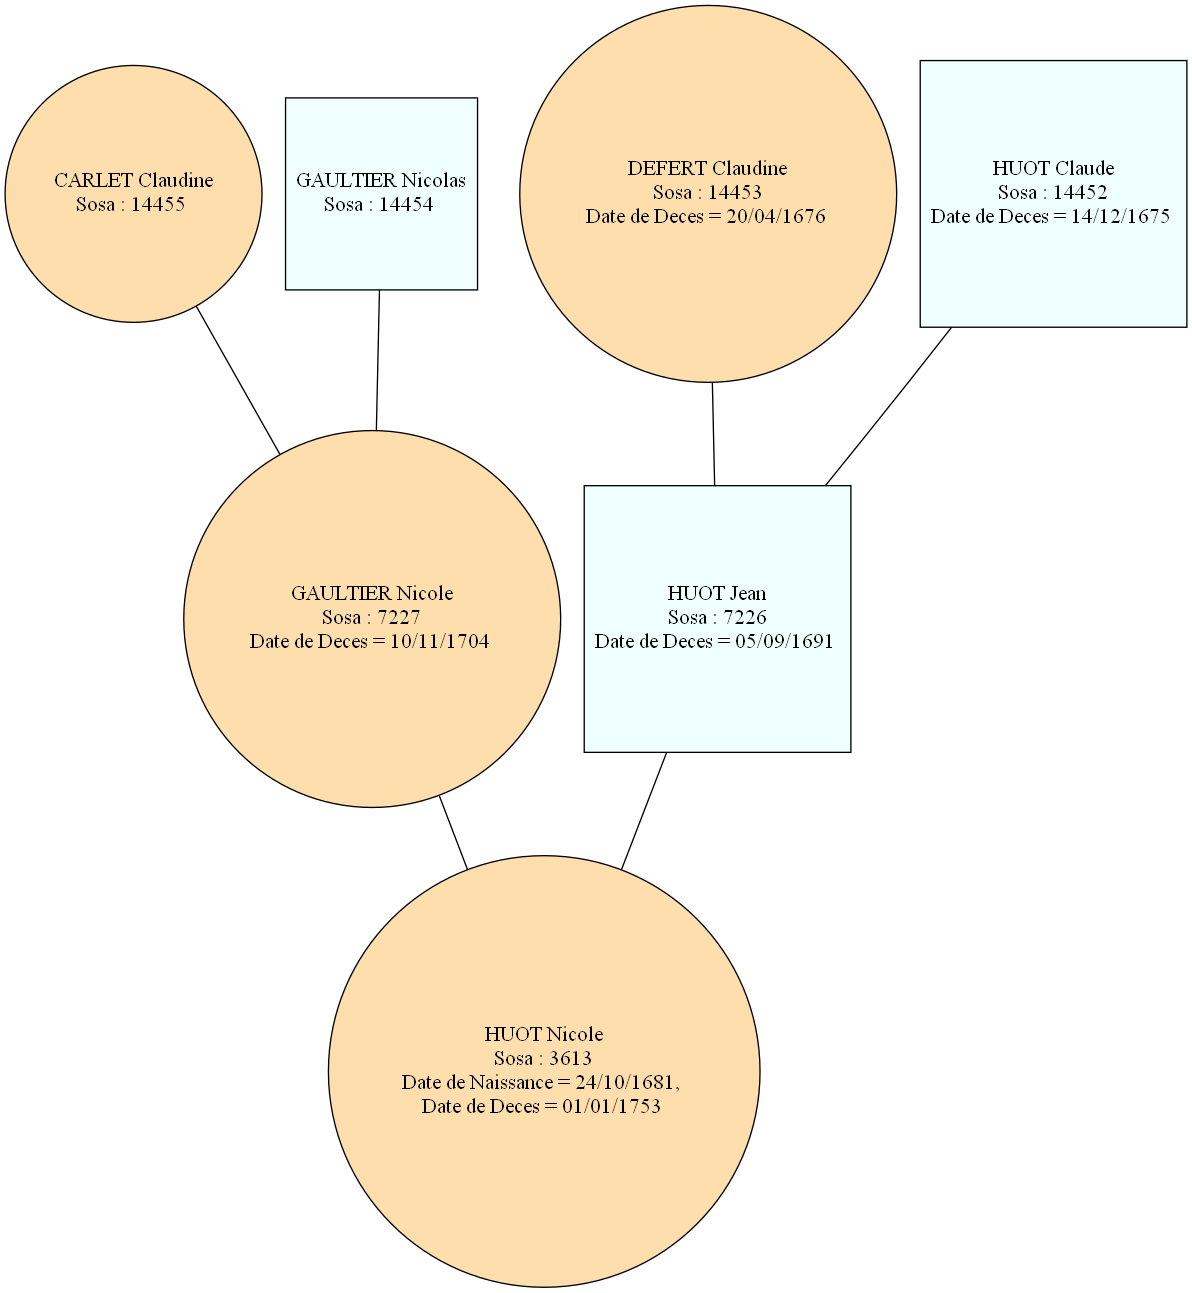 CARLET Claudine
Sosa : 14455
GAULTIER Nicolas
Sosa : 14454
DEFERT Claudine
Sosa : 14453
Date de Deces = 20/04/1676
HUOT Claude
Sosa : 14452
Date de Deces = 14/12/1675
GAULTIER Nicole
Sosa : 7227
Date de Deces = 10/11/1704
HUOT Jean
Sosa : 7226
Date de Deces = 05/09/1691
HUOT Nicole
Sosa : 3613
Date de Naissance = 24/10/1681,
Date de Deces = 01/01/1753